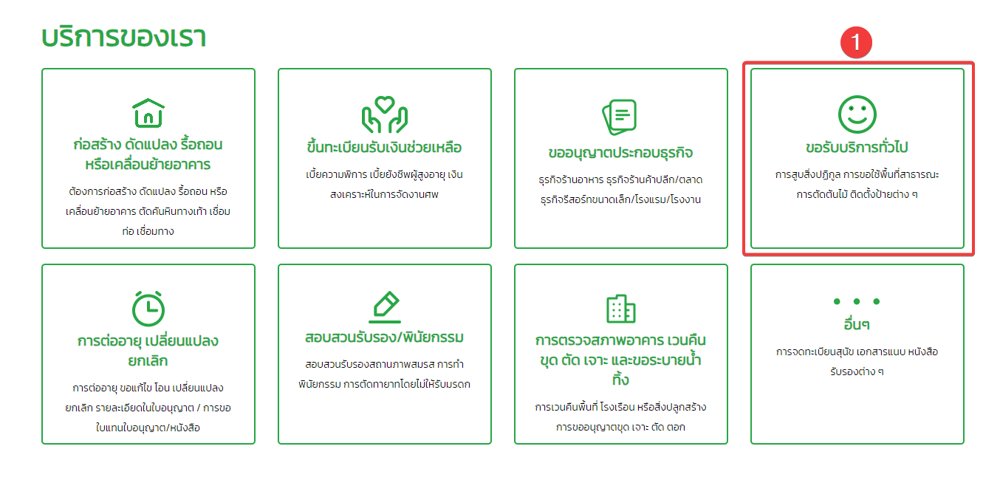 บริการของเรา
1
ก่อสร้าง ดัดแปลง รื้อถอน
หรือเคลื่อนย้ายอาคาร
ต้องการก่อสร้าง ดัดแปลง รื้อถอน หรือ
เคลื่อนย้ายอาคาร ตัดคันหินทางเท้า เชื่อม
ท่อ เชื่อมทาง
ขึ้นทะเบียนรับเงินช่วยเหลือ
เบี้ยความพิการ เบี้ยยังชีพผู้สูงอายุ เงิน
สงเคราะห์ในการจัดงานศพ
ขออนุญาตประกอบธุรกิจ
ธุรกิจร้านอาหาร ธุรกิจร้านค้าปลีก/ตลาด
ธุรกิจรีสอร์ทขนาดเล็ก/โรงแรม/โรงงาน
ขอรับบริการทั่วไป
การสูบสิ่งปฏิกูล การขอใช้พื้นที่สาธารณะ
การตัดต้นไม้ ติดตั้งป้ายต่าง ๆ
การต่ออายุ เปลี่ยนแปลง
ยกเลิก
การต่ออายุ ขอแก้ไข โอน เปลี่ยนแปลง
ยกเลิก รายละเอียดในใบอนุญาต / การขอ
ใบแทนใบอนุญาต/หนังสือ
สอบสวนรับรอง/พินัยกรรม
สอบสวนรับรองสถานภาพสมรส การทำ
พินัยกรรม การตัดทายาทโดยไม่ให้รับมรดก
การตรวจสภาพอาคาร เวนคืน
ขุด ตัด เจาะ และขอระบายน้ำ
ทิ้ง
การเวนคืนพื้นที่ โรงเรือน หรือสิ่งปลูกสร้าง
การขออนุญาตขุด เจาะ ตัด ตอก
อื่นๆ
การจดทะเบียนสุนัข เอกสารแนบ หนังสือ
รับรองต่าง ๆ